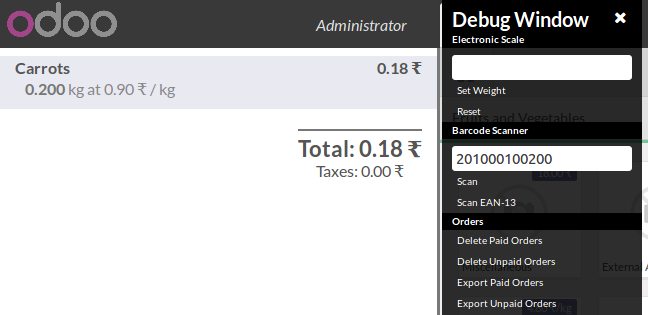 odoo
Administrator
Carrots 0.18 ₹
0.200 kg at 0.90 ₹ / kg
Total: 0.18 ₹
Taxes: 0.00 ₹
Debug Window ✖
Electronic Scale
Set Weight
Reset
and Vegetables
Barcode Scanner
201000100200
Scan
Scan EAN-13
Orders
Delete Paid Orders
Delete Unpaid Orders
Miscellaneous
External
Export Paid Orders
Export Unpaid Orders